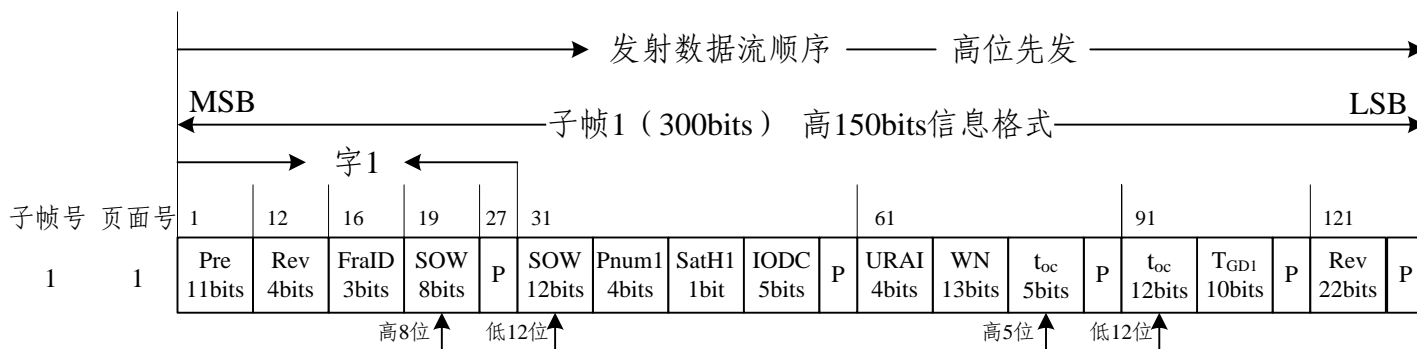 发射数据流顺序 高位先发
MSB LSB
子帧1（300bits） 高150bits信息格式
字1
子帧号 页面号 1 12 16 19 27 31 61 91 121
1 1 Pre 11bits Rev 4bits FraID 3bits SOW 8bits P SOW 12bits Pnum1 4bits SatH1 1bit IODC 5bits P URAI 4bits WN 13bits toc 5bits P toc 12bits TGD1 10bits P Rev 22bits P
高8位 低12位 高5位 低12位